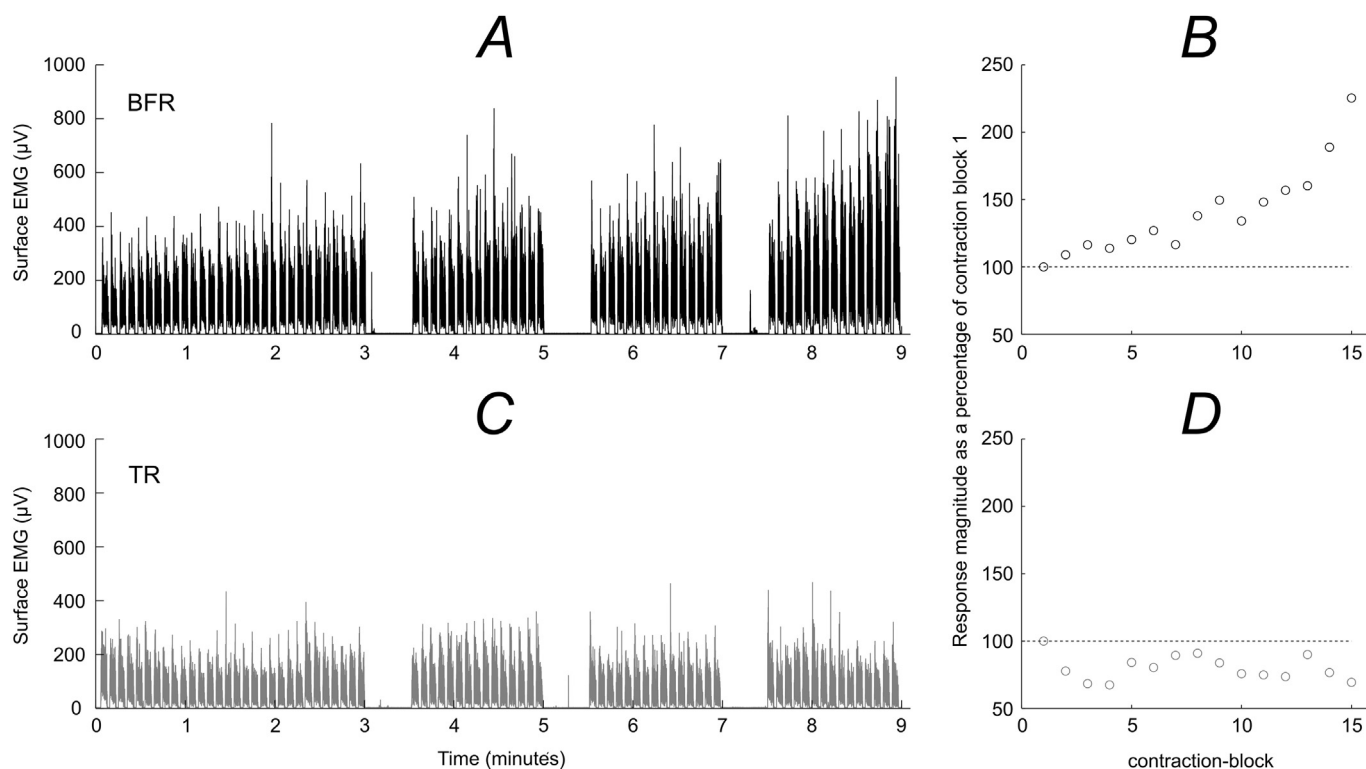 A
B
1000
800
600
400
200
0
Surface EMG (µV)
BFR
0 1 2 3 4 5 6 7 8 9
250
200
150
100
50
0 5 10 15
Response magnitude as a percentage of contraction block 1
C
D
1000
800
600
400
200
0
Surface EMG (µV)
TR
0 1 2 3 4 5 6 7 8 9
Time (minutes)
250
200
150
100
50
0 5 10 15
contraction-block